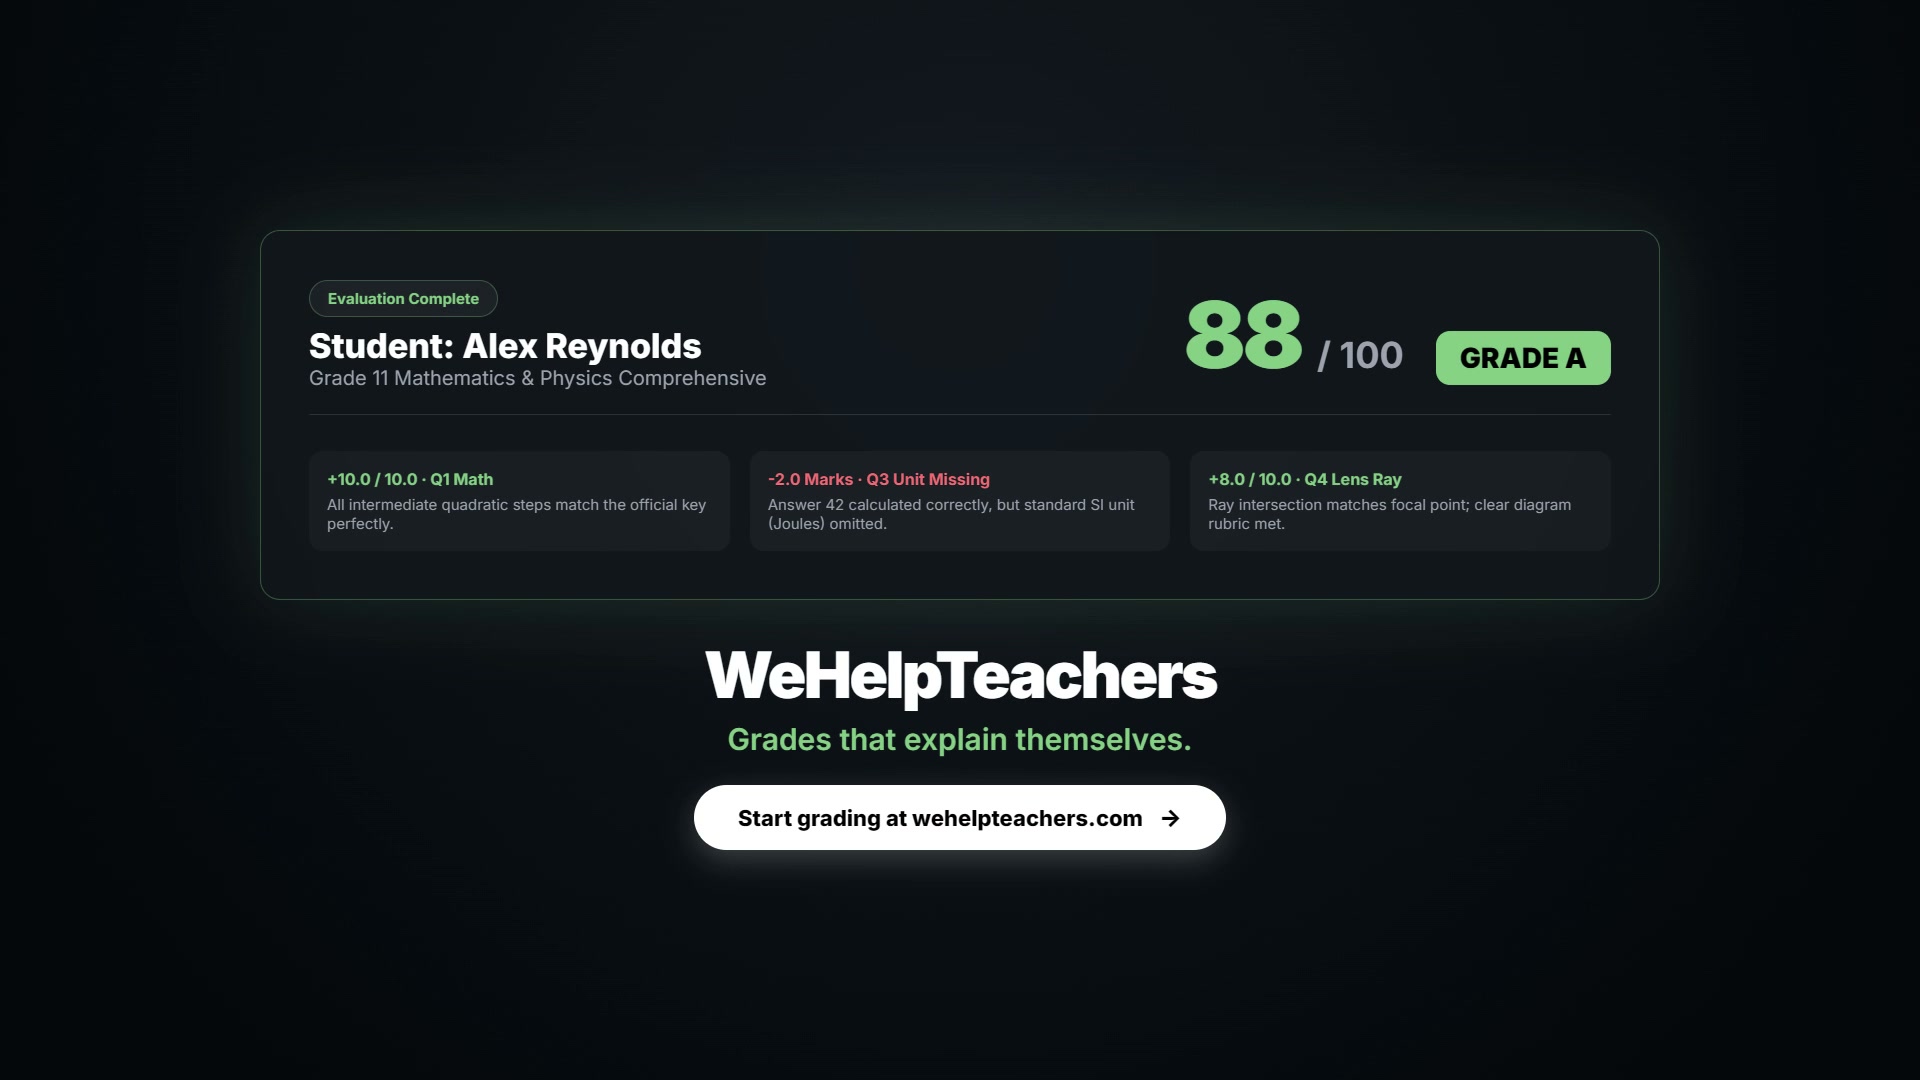 Evaluation Complete
Student: Alex Reynolds
Grade 11 Mathematics & Physics Comprehensive
88 / 100
GRADE A
+10.0 / 10.0 · Q1 Math
All intermediate quadratic steps match the official key
perfectly.
-2.0 Marks · Q3 Unit Missing
Answer 42 calculated correctly, but standard SI unit
(Joules) omitted.
+8.0 / 10.0 · Q4 Lens Ray
Ray intersection matches focal point; clear diagram
rubric met.
WeHelpTeachers
Grades that explain themselves.
Start grading at wehelpteachers.com →